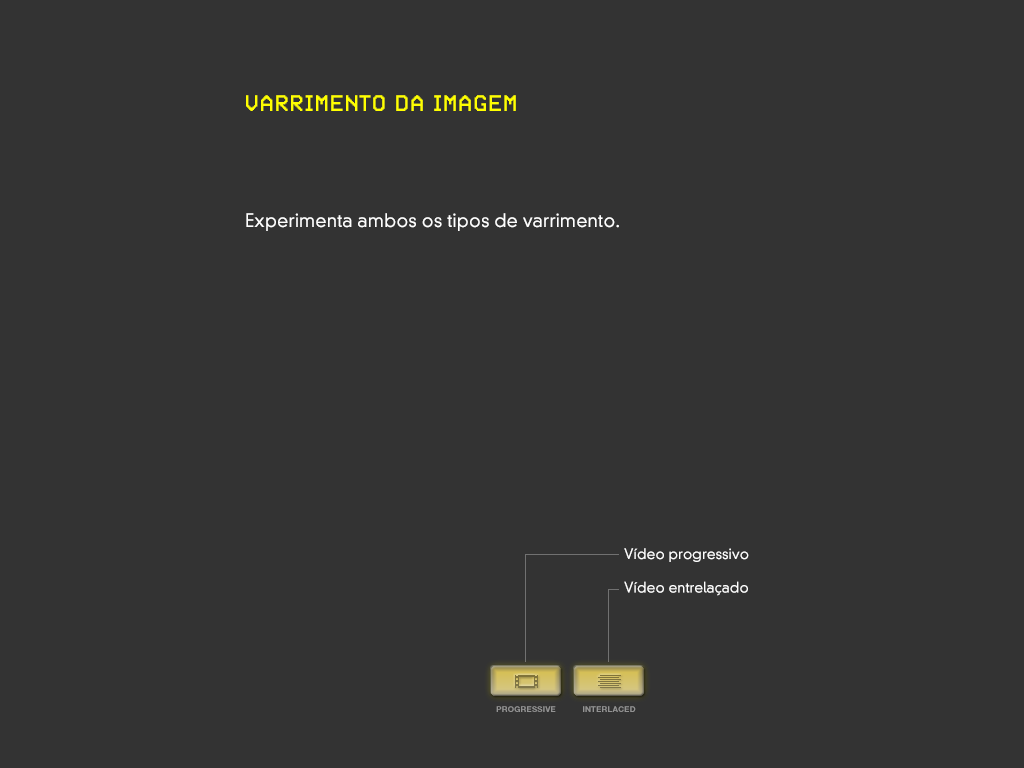 VARRIMENTO DA IMAGEM
Experimenta ambos os tipos de varrimento.
Vídeo progressivo
Vídeo entrelaçado
PROGRESSIVE
INTERLACED